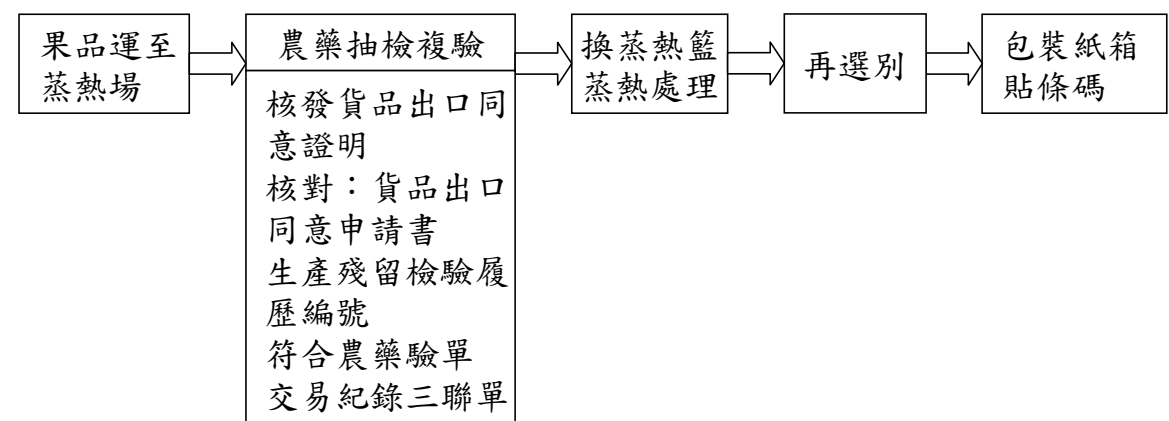 果品運至
蒸熱場
農藥抽檢複驗
核發貨品出口同
意證明
核對：貨品出口
同意申請書
生產殘留檢驗履
歷編號
符合農藥驗單
交易紀錄三聯單
換蒸熱籃
蒸熱處理
再選別
包裝紙箱
貼條碼